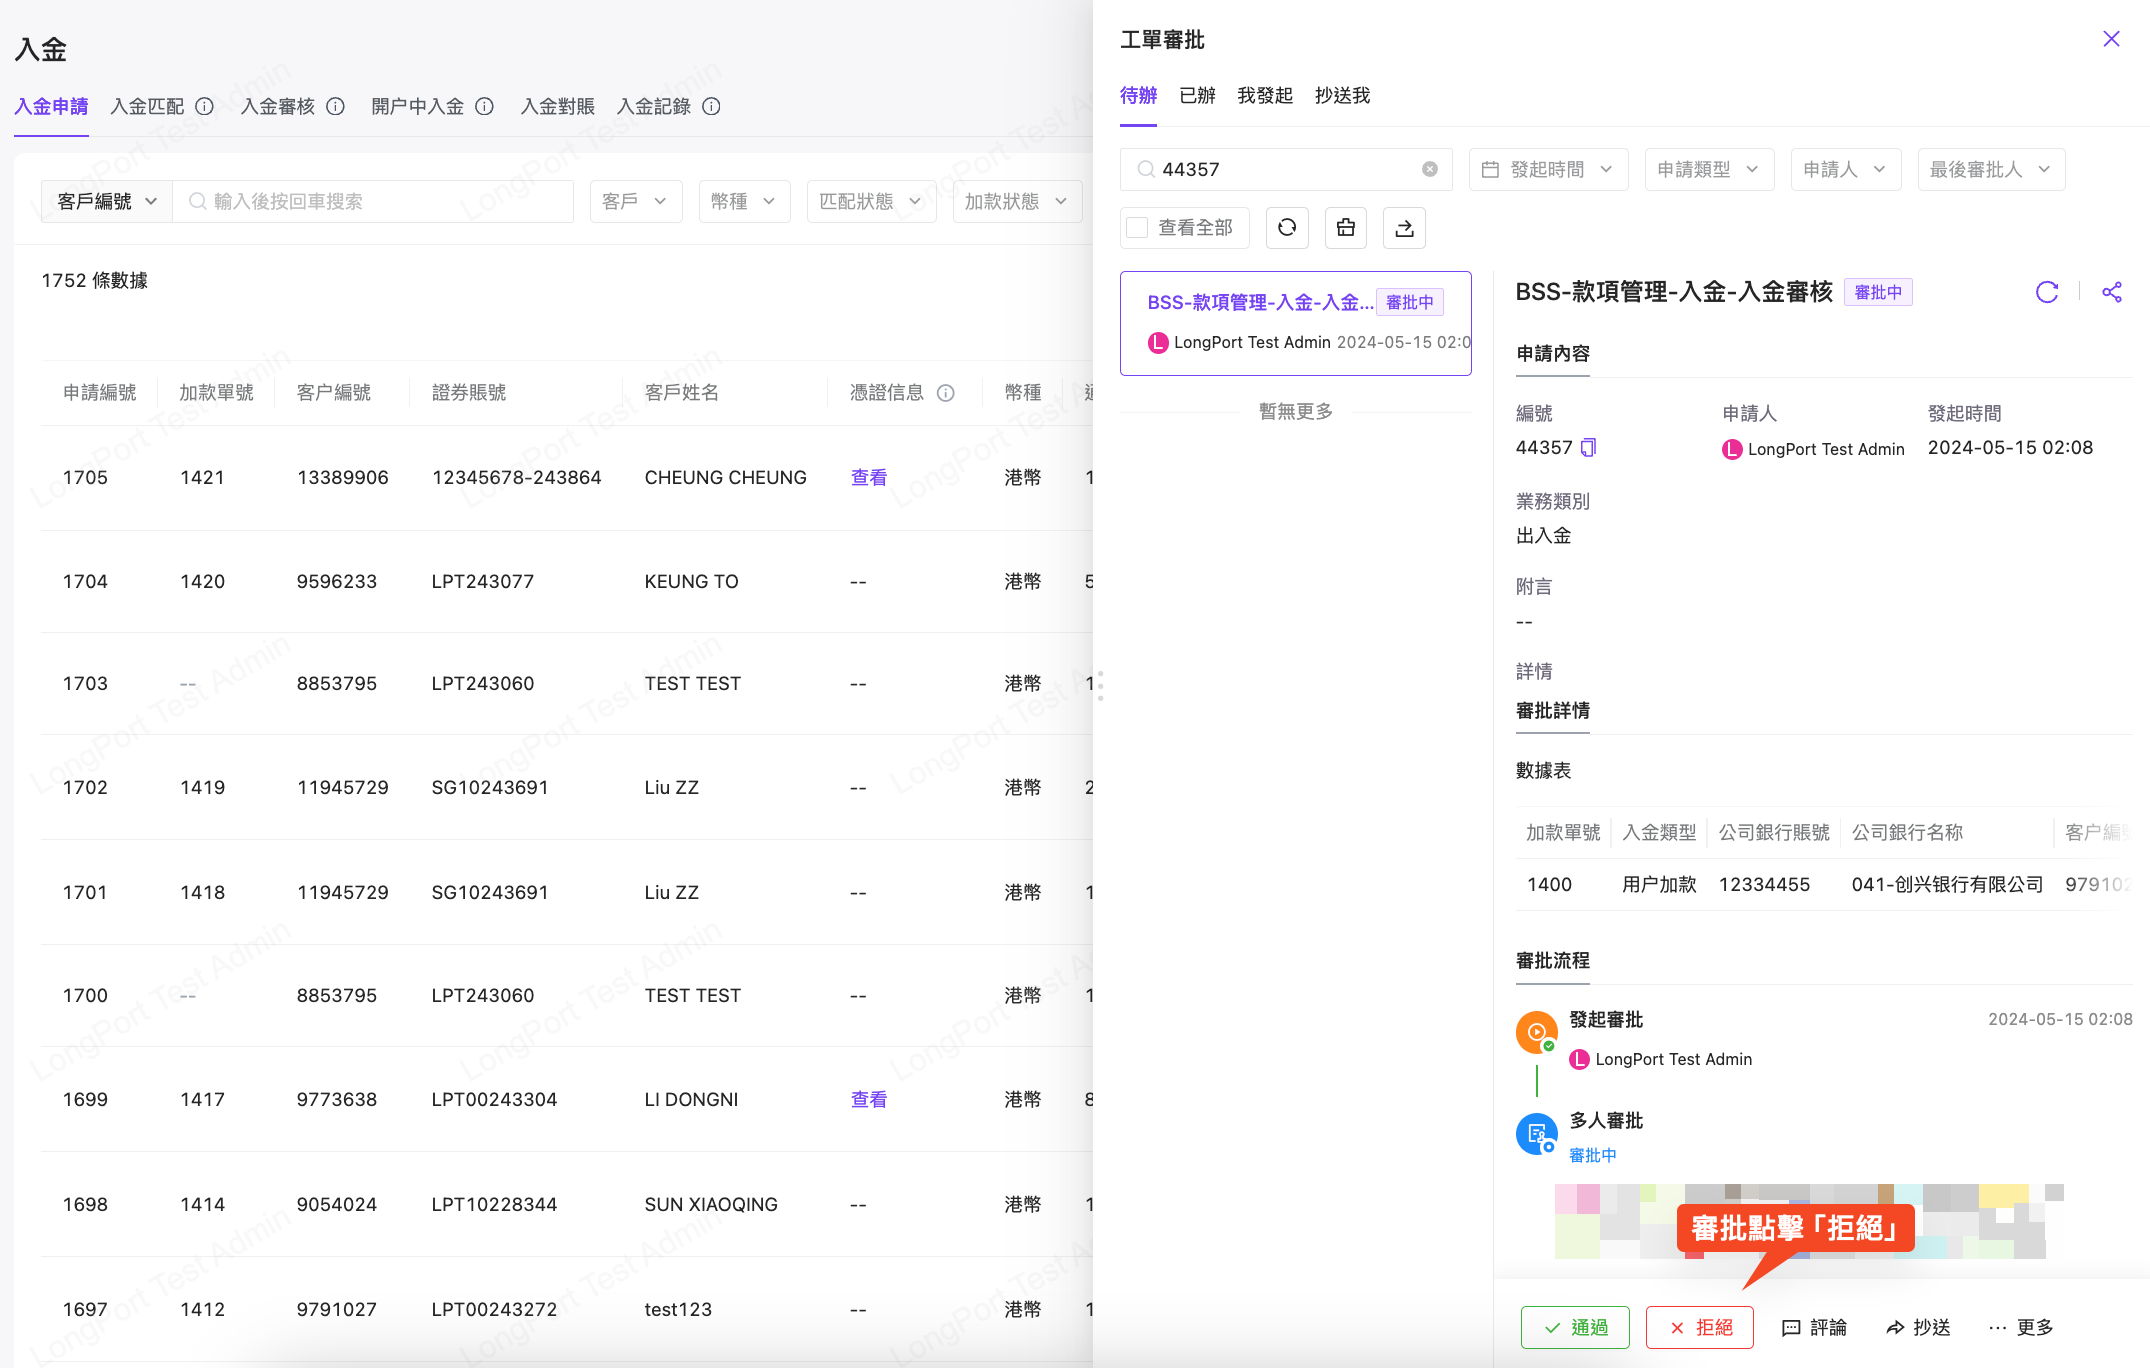 入金
入金申請 入金匹配 入金審核 開戶中入金 入金對賬 入金記錄
客戶編號 輸入後按回車搜索 客戶 幣種 匹配狀態 加款狀態
1752 條數據
申請編號 加款單號 客户編號 證券賬號 客戶姓名 憑證信息 幣種
1705 1421 13389906 12345678-243864 CHEUNG CHEUNG 查看 港幣 1
1704 1420 9596233 LPT243077 KEUNG TO -- 港幣 5
1703 -- 8853795 LPT243060 TEST TEST -- 港幣 1
1702 1419 11945729 SG10243691 Liu ZZ -- 港幣 2
1701 1418 11945729 SG10243691 Liu ZZ -- 港幣 1
1700 -- 8853795 LPT243060 TEST TEST -- 港幣 1
1699 1417 9773638 LPT00243304 LI DONGNI 查看 港幣 8
1698 1414 9054024 LPT10228344 SUN XIAOQING -- 港幣 1
1697 1412 9791027 LPT00243272 test123 -- 港幣 1
LongPort Test Admin
工單審批
待辦 已辦 我發起 抄送我
44357 發起時間 申請類型 申請人 最後審批人
查看全部
BSS-款項管理-入金-入金... 審批中
L LongPort Test Admin 2024-05-15 02:0
暫無更多
BSS-款項管理-入金-入金審核 審批中
申請內容
編號 申請人 發起時間
44357 L LongPort Test Admin 2024-05-15 02:08
業務類別
出入金
附言
--
詳情
審批詳情
數據表
加款單號 入金類型 公司銀行賬號 公司銀行名称 客户編號
1400 用户加款 12334455 041-创兴银行有限公司 979102
審批流程
發起審批 2024-05-15 02:08
L LongPort Test Admin
多人審批
審批中
審批點擊「拒絕」
通過 拒絕 評論 抄送 更多